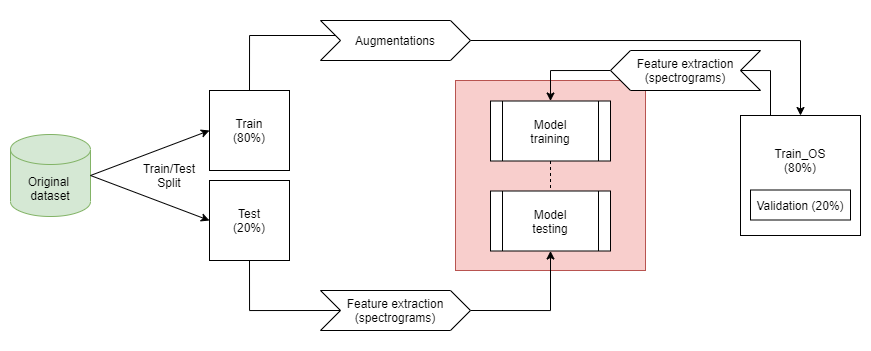 Augmentations
Feature extraction
(spectrograms)
Train
(80%)
Model
training
Train_OS
(80%)
Train/Test
Split
Original
dataset
Validation (20%)
Test
(20%)
Model
testing
Feature extraction
(spectrograms)